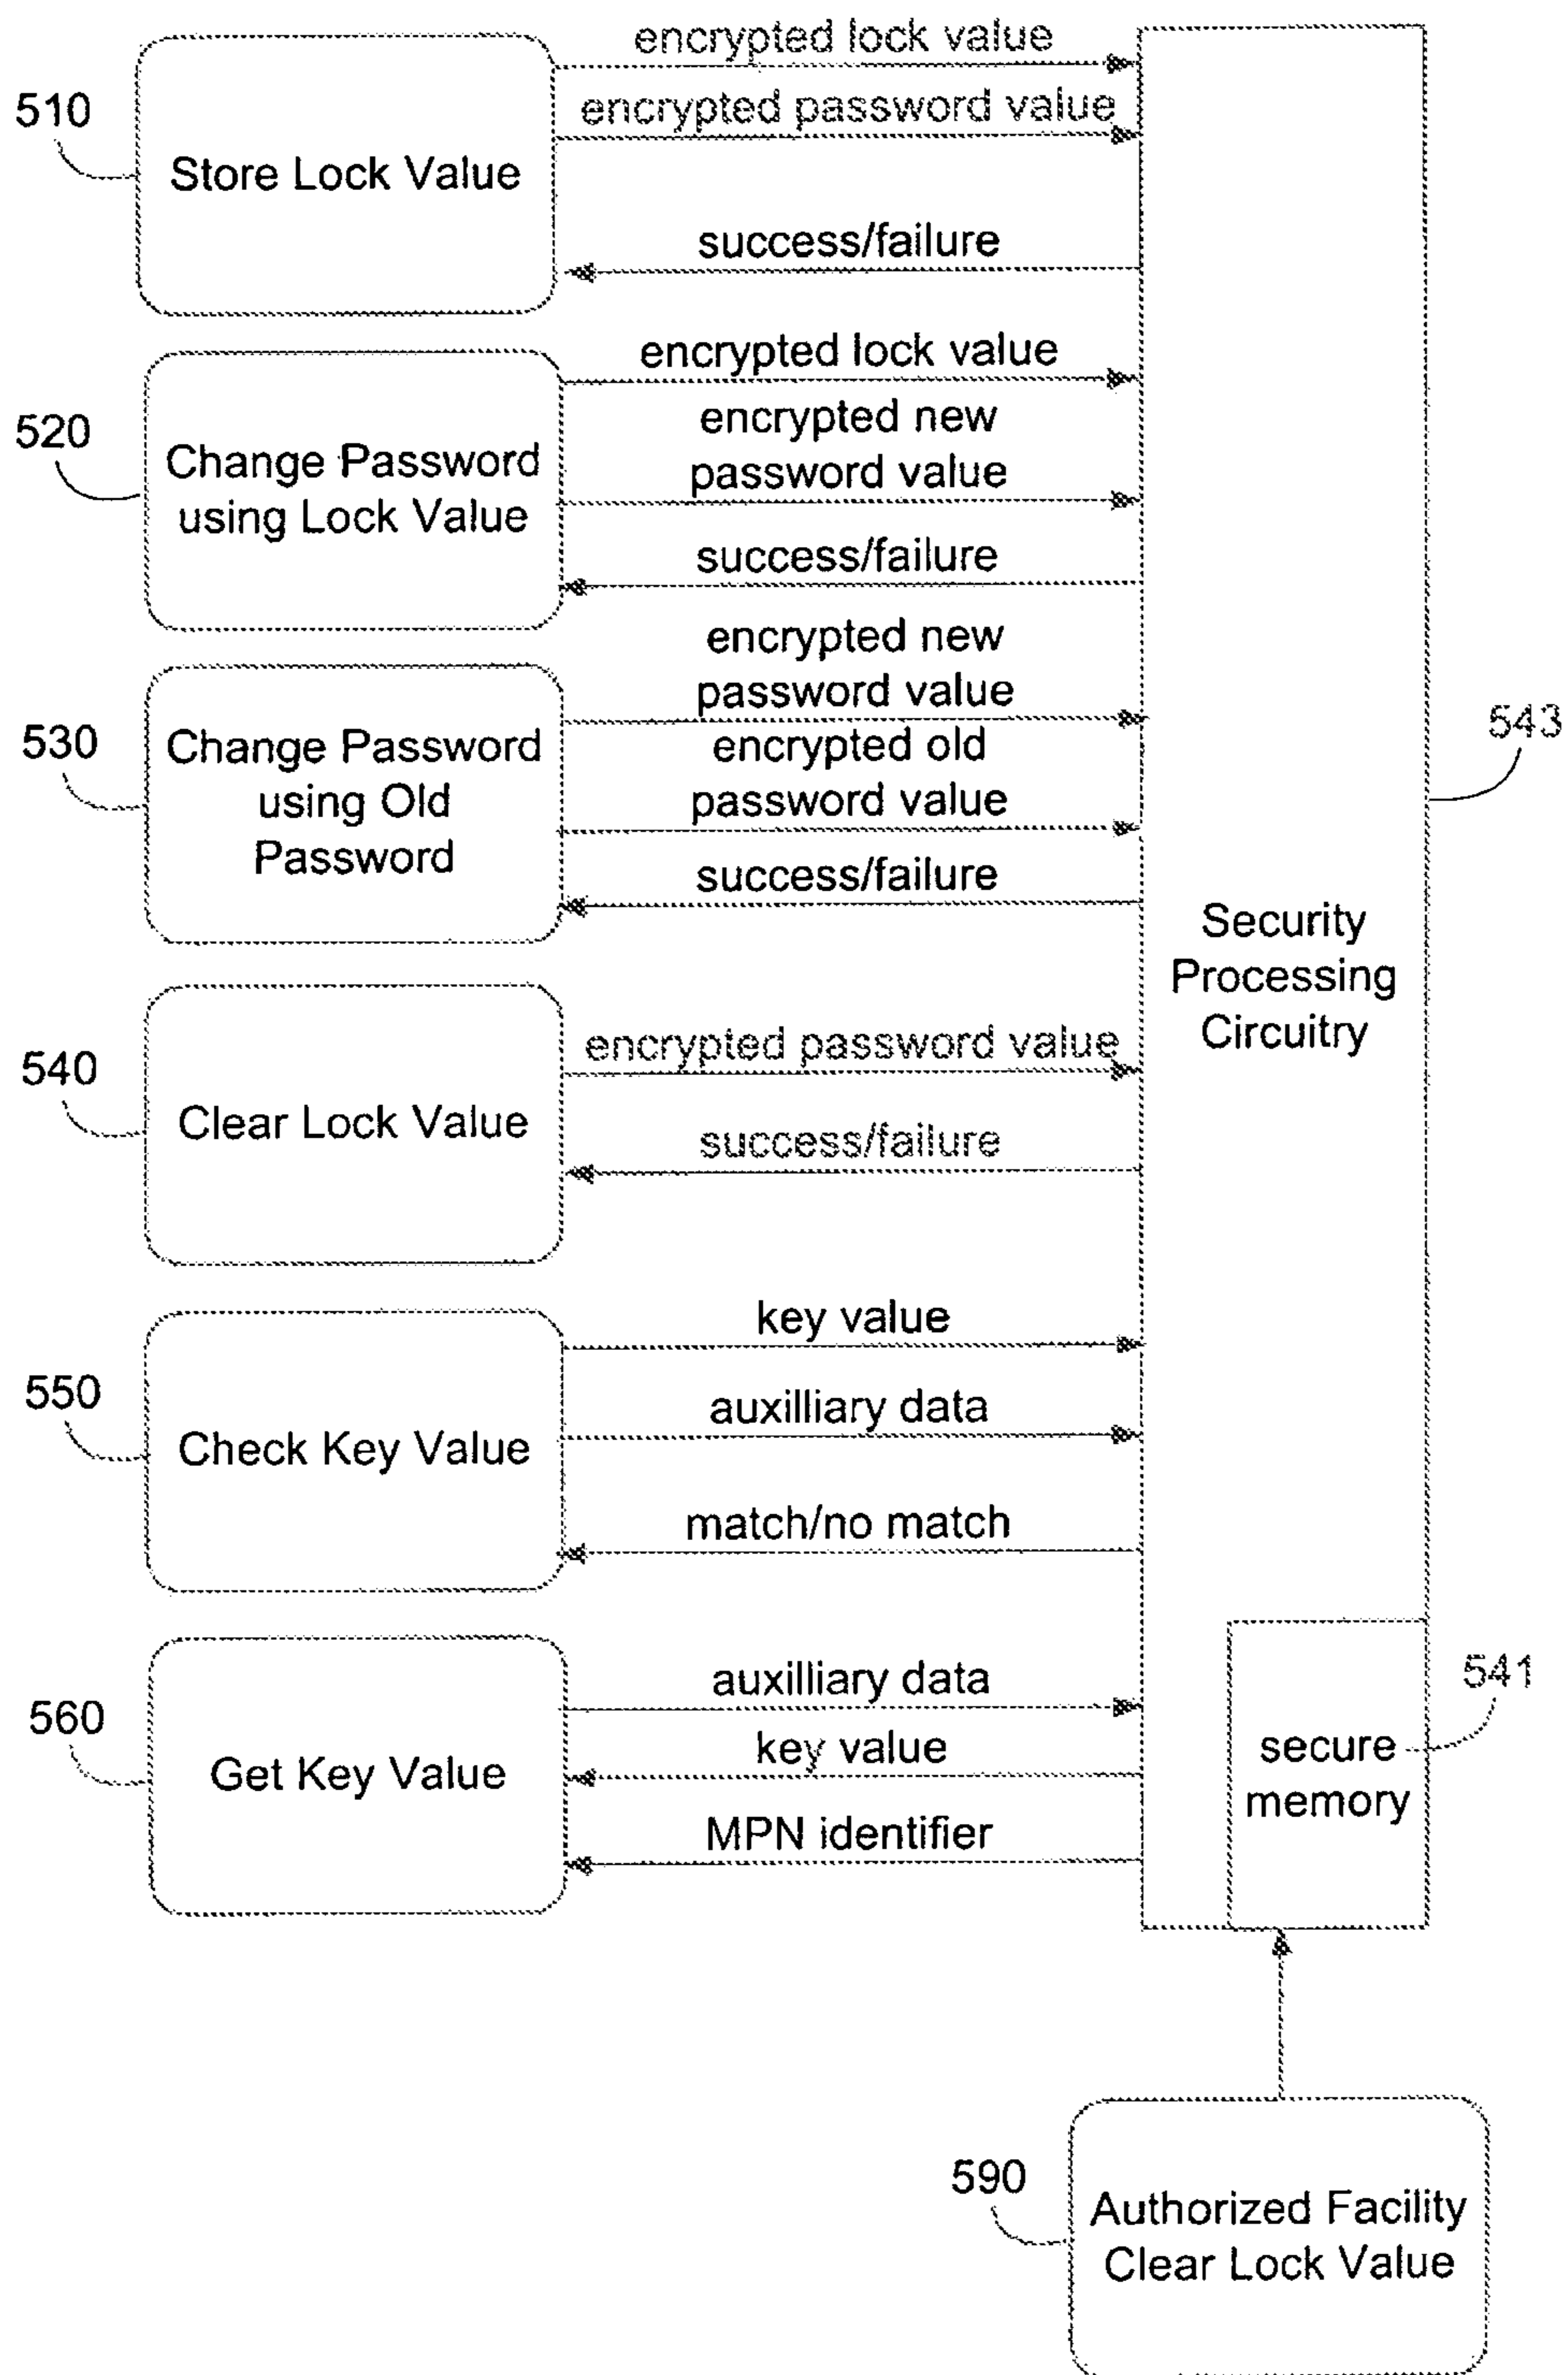 encrypted lock value
510
encrypted password value
Store Lock Value
success/failure
encrypted lock value
520
encrypted new
password value
Change Password
using Lock Value
success/failure
encrypted new
password value
530
543
Change Password
using Old
Password
encrypted old
password value
success/failure
Security
Processing
Circuitry
540
encrypted password value
Clear Lock Value
success/failure
key value
550
auxilliary data
Check Key Value
match/no match
auxilliary data
541
560
key value
Get Key Value
secure
memory
MPN identifier
590
Authorized Facility
Clear Lock Value